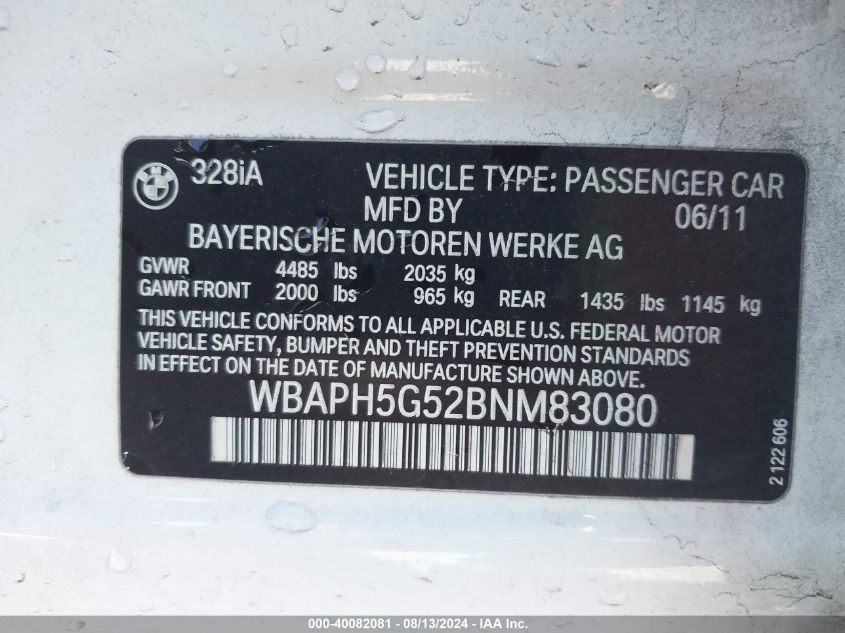 BMW
328iA VEHICLE TYPE: PASSENGER CAR
MFD BY 06/11
BAYERISCHE MOTOREN WERKE AG
GVWR 4485 lbs 2035 kg
GAWR FRONT 2000 lbs 965 kg REAR 1435 lbs 1145 kg
THIS VEHICLE CONFORMS TO ALL APPLICABLE U.S. FEDERAL MOTOR
VEHICLE SAFETY, BUMPER AND THEFT PREVENTION STANDARDS
IN EFFECT ON THE DATE OF MANUFACTURE SHOWN ABOVE.
WBAPH5G52BNM83080
2 122 606
000-40082081 - 08/13/2024 - IAA Inc.